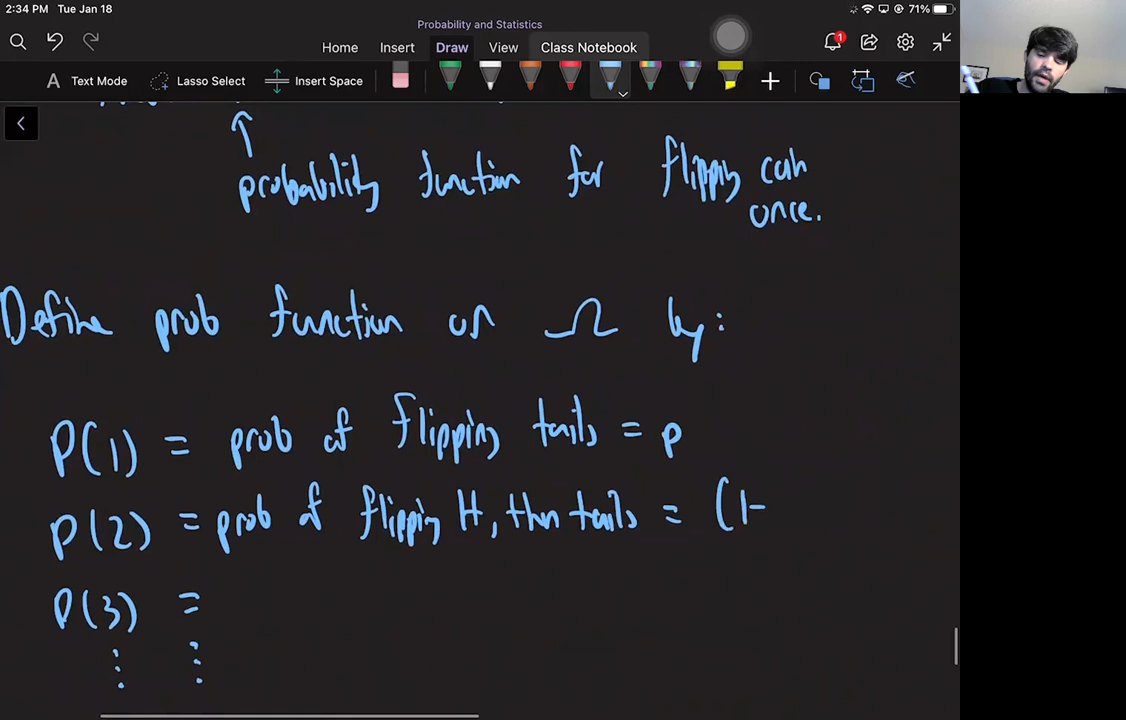 2:34 PM Tue Jan 18
71%
Probability and Statistics
Home Insert Draw View Class Notebook
1
A Text Mode Lasso Select Insert Space
probability function for flipping coin
once.
Define prob function on Ω by:
P(1) = prob of flipping tails = p
P(2) = prob of flipping H, then tails = (1-
P(3) =
⋮ ⋮